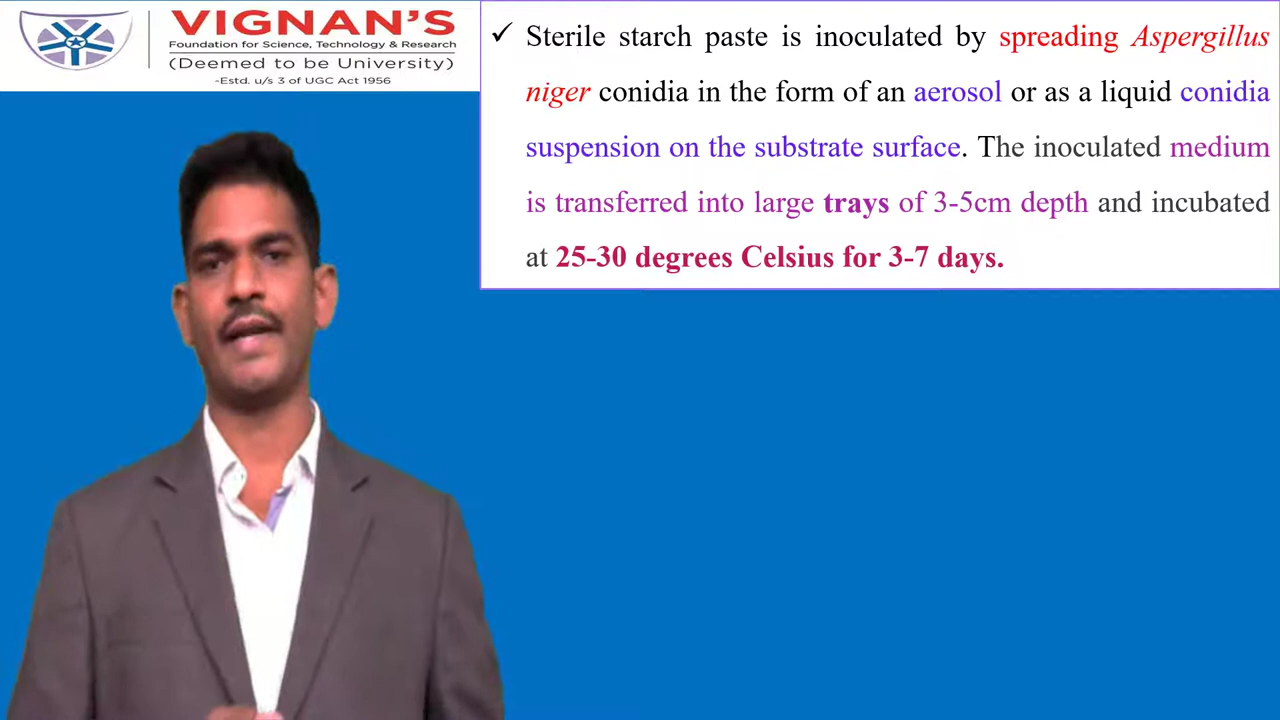 VIGNAN'S
Foundation for Science, Technology & Research
(Deemed to be University)
-Estd. u/s 3 of UGC Act 1956
✓ Sterile starch paste is inoculated by spreading Aspergillus
niger conidia in the form of an aerosol or as a liquid conidia
suspension on the substrate surface. The inoculated medium
is transferred into large trays of 3-5cm depth and incubated
at 25-30 degrees Celsius for 3-7 days.